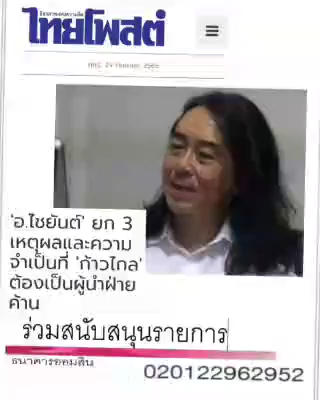 ไทยโพสต์
'อ.ไชยันต์' ยก 3
เหตุผลและความ
จำเป็นที่ 'ก้าวไกล'
ต้องเป็นผู้นำฝ่าย
ค้าน
ร่วมสนับสนุนรายการ
ธนาคารออมสิน
020122962952